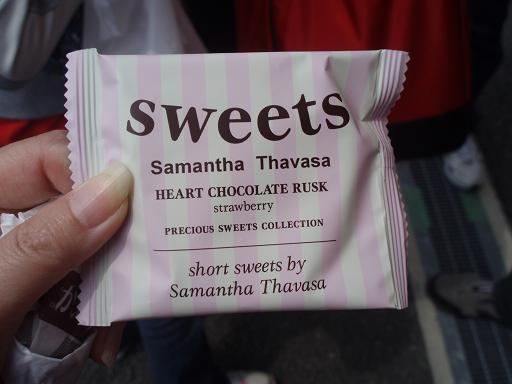 sweets
Samantha Thavasa
HEART CHOCOLATE RUSK
strawberry
PRECIOUS SWEETS COLLECTION
short sweets by
Samantha Thavasa